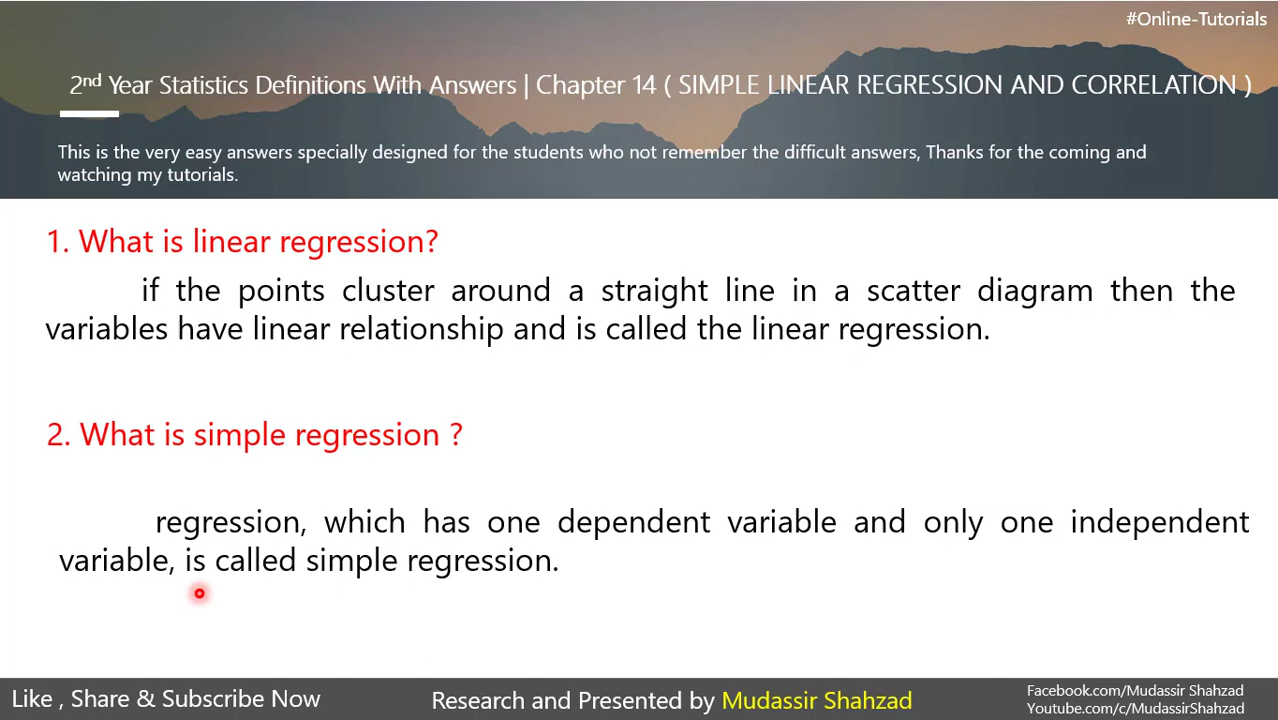 #Online-Tutorials
2nd Year Statistics Definitions With Answers | Chapter 14 ( SIMPLE LINEAR REGRESSION AND CORRELATION )
This is the very easy answers specially designed for the students who not remember the difficult answers, Thanks for the coming and
watching my tutorials.
1. What is linear regression?
if the points cluster around a straight line in a scatter diagram then the
variables have linear relationship and is called the linear regression.
2. What is simple regression ?
regression, which has one dependent variable and only one independent
variable, is called simple regression.
Like , Share & Subscribe Now
Research and Presented by Mudassir Shahzad
Facebook.com/Mudassir Shahzad
Youtube.com/c/MudassirShahzad